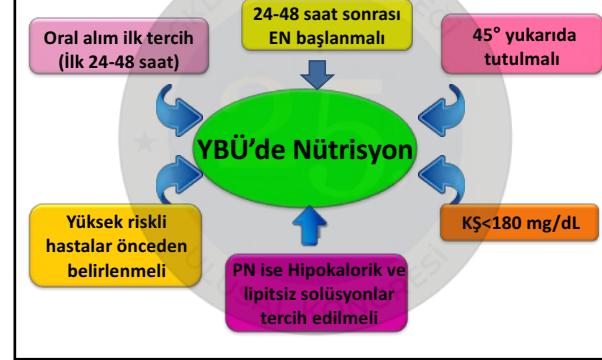 Oral alım ilk tercih
(İlk 24-48 saat)
24-48 saat sonrası
EN başlanmalı
45° yukarıda
tutulmalı
YBÜ’de Nütrisyon
Yüksek riskli
hastalar önceden
belirlenmeli
PN ise Hipokalorik ve
lipitsiz solüsyonlar
tercih edilmeli
KŞ<180 mg/dL